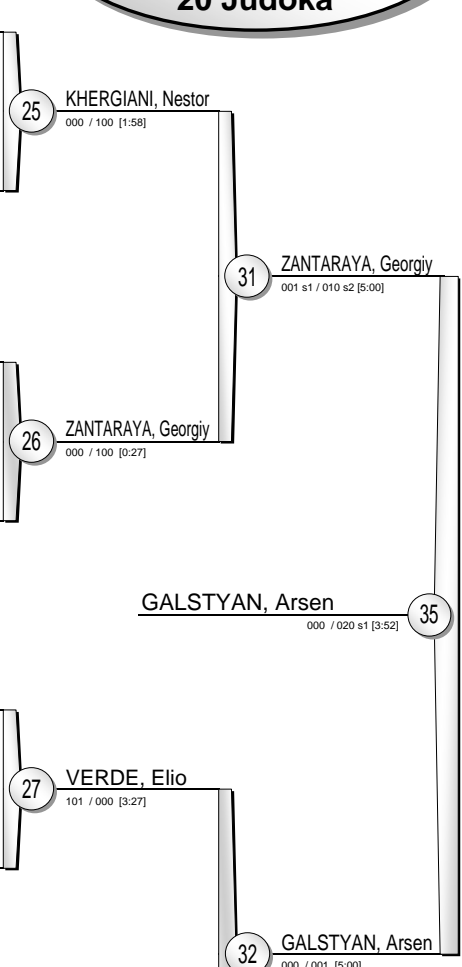 20 Judoka
25
KHERGIANI, Nestor
000 / 100 [1:58]
31
ZANTARAYA, Georgiy
001 s1 / 010 s2 [5:00]
26
ZANTARAYA, Georgiy
000 / 100 [0:27]
GALSTYAN, Arsen
000 / 020 s1 [3:52]
35
27
VERDE, Elio
101 / 000 [3:27]
32
GALSTYAN, Arsen
000 / 001 [5:00]